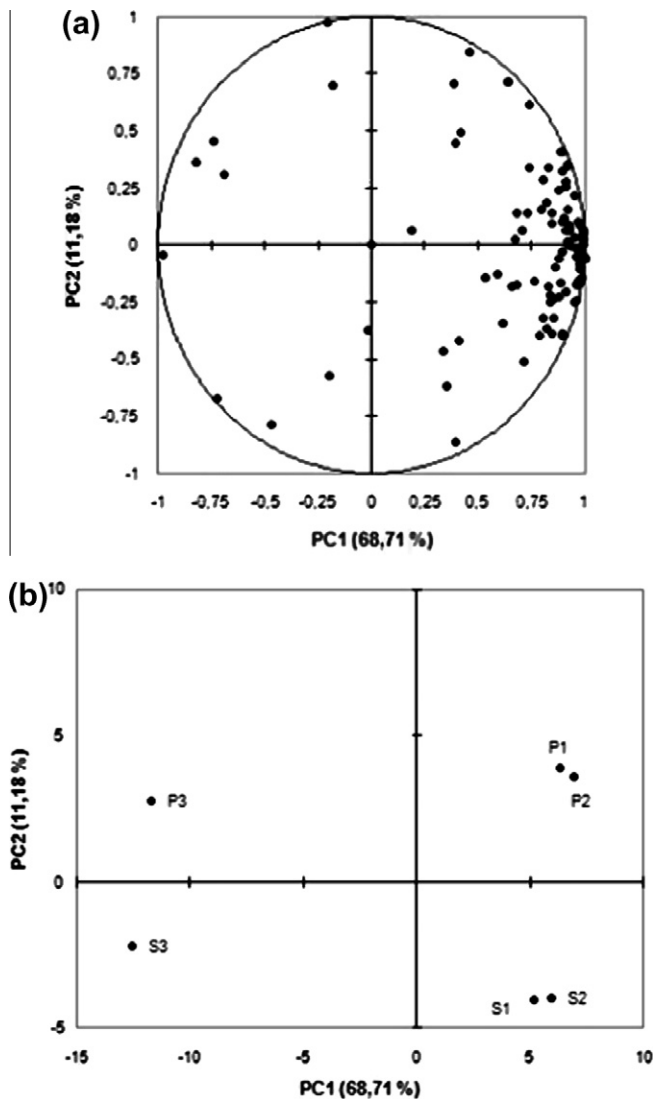 (a)
1
0,75
0,5
0,25
0
-0,25
-0,5
-0,75
-1
PC2 (11,18 %)
-1 -0,75 -0,5 -0,25 0 0,25 0,5 0,75 1
PC1 (68,71 %)
(b)
10
5
0
-5
PC2 (11,18 %)
P1
P2
P3
S3
S1 S2
-15 -10 -5 0 5 10
PC1 (68,71 %)